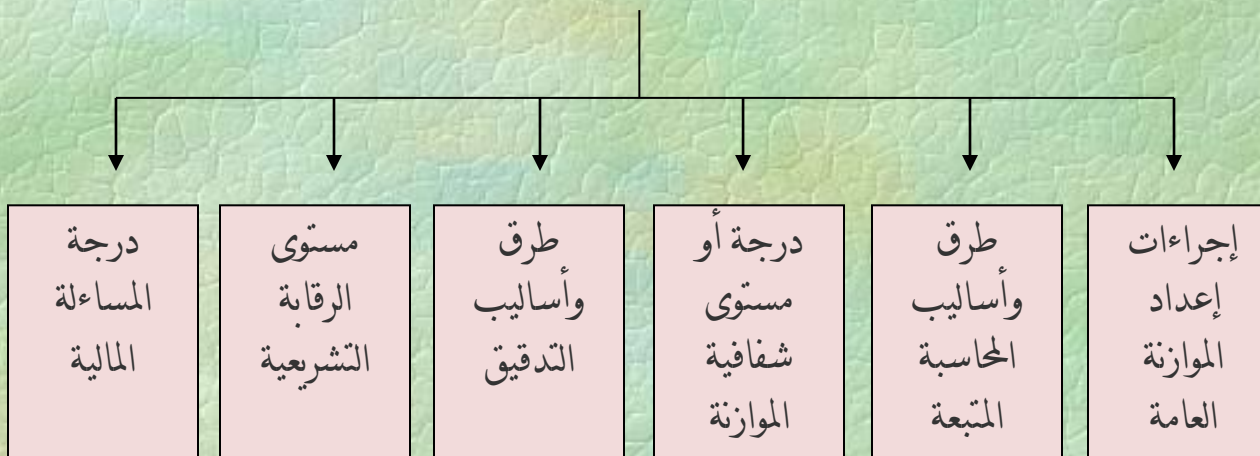 إجراءات
إعداد
الموازنة
العامة
طرق
وأساليب
المحاسبة
المتبعة
درجة أو
مستوى
شفافية
الموازنة
طرق
وأساليب
التدقيق
مستوى
الرقابة
التشريعية
درجة
المساءلة
المالية